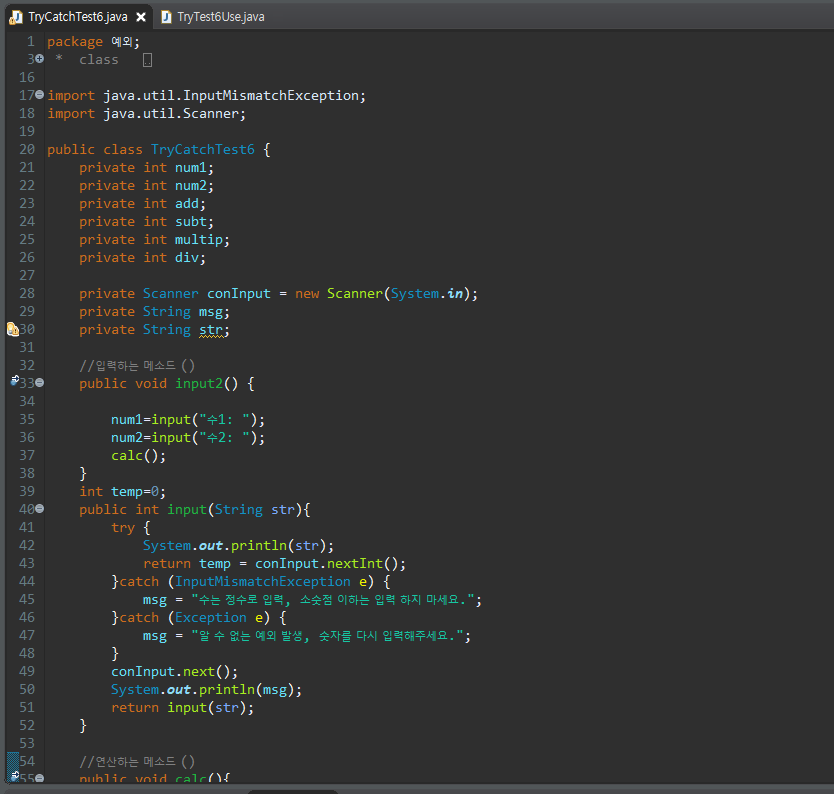 TryCatchTest6.java TryTest6Use.java
1 package 예외;
3 * class
16
17 import java.util.InputMismatchException;
18 import java.util.Scanner;
19
20 public class TryCatchTest6 {
21 private int num1;
22 private int num2;
23 private int add;
24 private int subt;
25 private int multip;
26 private int div;
27
28 private Scanner conInput = new Scanner(System.in);
29 private String msg;
30 private String str;
31
32 //입력하는 메소드 ()
33 public void input2() {
34
35 num1=input("수1: ");
36 num2=input("수2: ");
37 calc();
38 }
39 int temp=0;
40 public int input(String str){
41 try {
42 System.out.println(str);
43 return temp = conInput.nextInt();
44 }catch (InputMismatchException e) {
45 msg = "수는 정수로 입력, 소숫점 이하는 입력 하지 마세요.";
46 }catch (Exception e) {
47 msg = "알 수 없는 예외 발생, 숫자를 다시 입력해주세요.";
48 }
49 conInput.next();
50 System.out.println(msg);
51 return input(str);
52 }
53
54 //연산하는 메소드 ()
55 public void calc(){